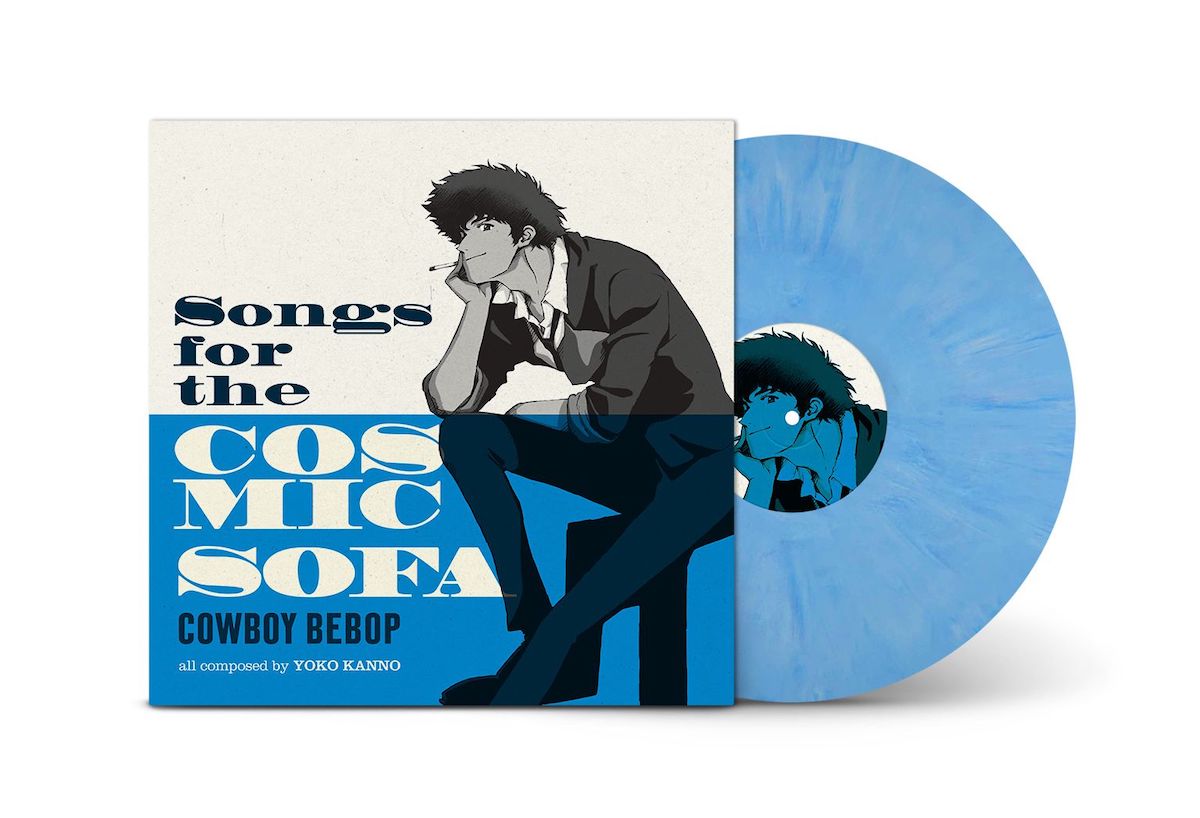 Songs
for
the
COS
MIC
SOFA
COWBOY BEBOP
all composed by YOKO KANNO